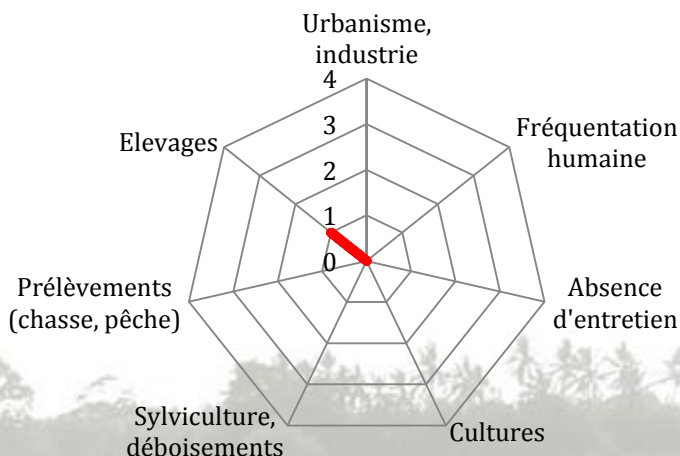 Urbanisme,
industrie
4
3
2
1
0
Fréquentation
humaine
Absence
d'entretien
Cultures
Sylviculture,
déboisements
Prélèvements
(chasse, pêche)
Elevages